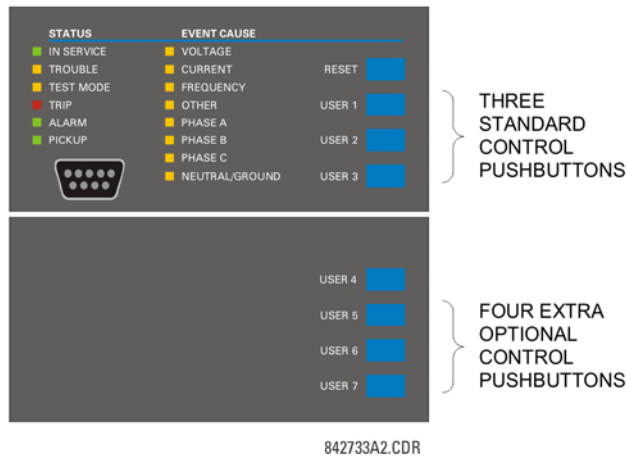 STATUS
IN SERVICE
TROUBLE
TEST MODE
TRIP
ALARM
PICKUP
EVENT CAUSE
VOLTAGE
CURRENT
FREQUENCY
OTHER
PHASE A
PHASE B
PHASE C
NEUTRAL/GROUND
RESET
USER 1
USER 2
USER 3
THREE
STANDARD
CONTROL
PUSHBUTTONS
USER 4
USER 5
USER 6
USER 7
FOUR EXTRA
OPTIONAL
CONTROL
PUSHBUTTONS
842733A2.CDR